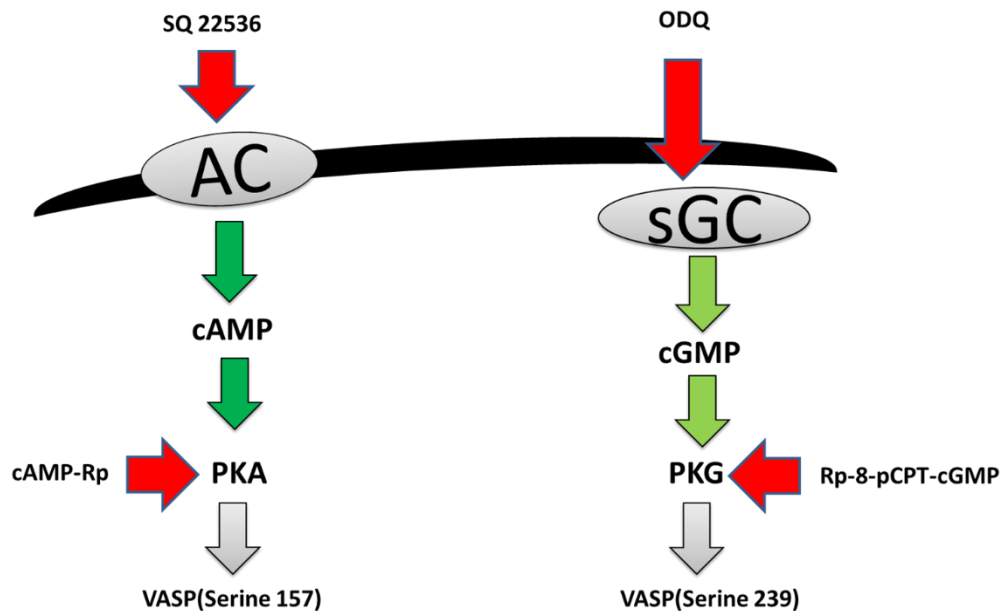 SQ 22536
ODQ
AC
sGC
cAMP
cGMP
cAMP-Rp
PKA
PKG
Rp-8-pCPT-cGMP
VASP(Serine 157)
VASP(Serine 239)